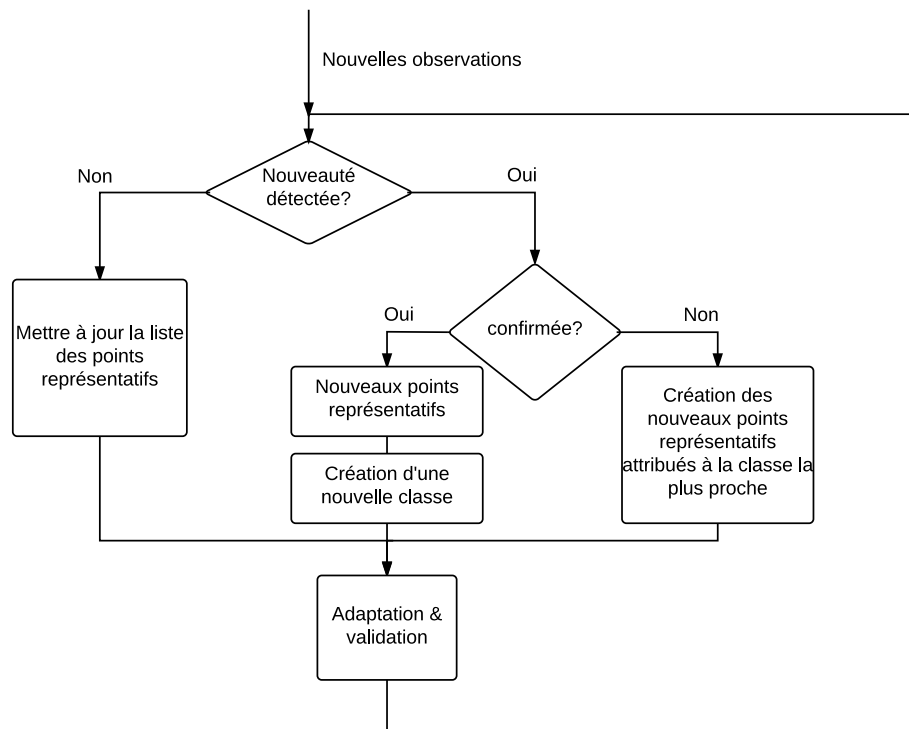 Nouvelles observations
Non
Nouveauté
détectée?
Oui
Mettre à jour la liste
des points
représentatifs
Oui
confirmée?
Non
Nouveaux points
représentatifs
Création d'une
nouvelle classe
Création des
nouveaux points
représentatifs
attribués à la classe la
plus proche
Adaptation &
validation